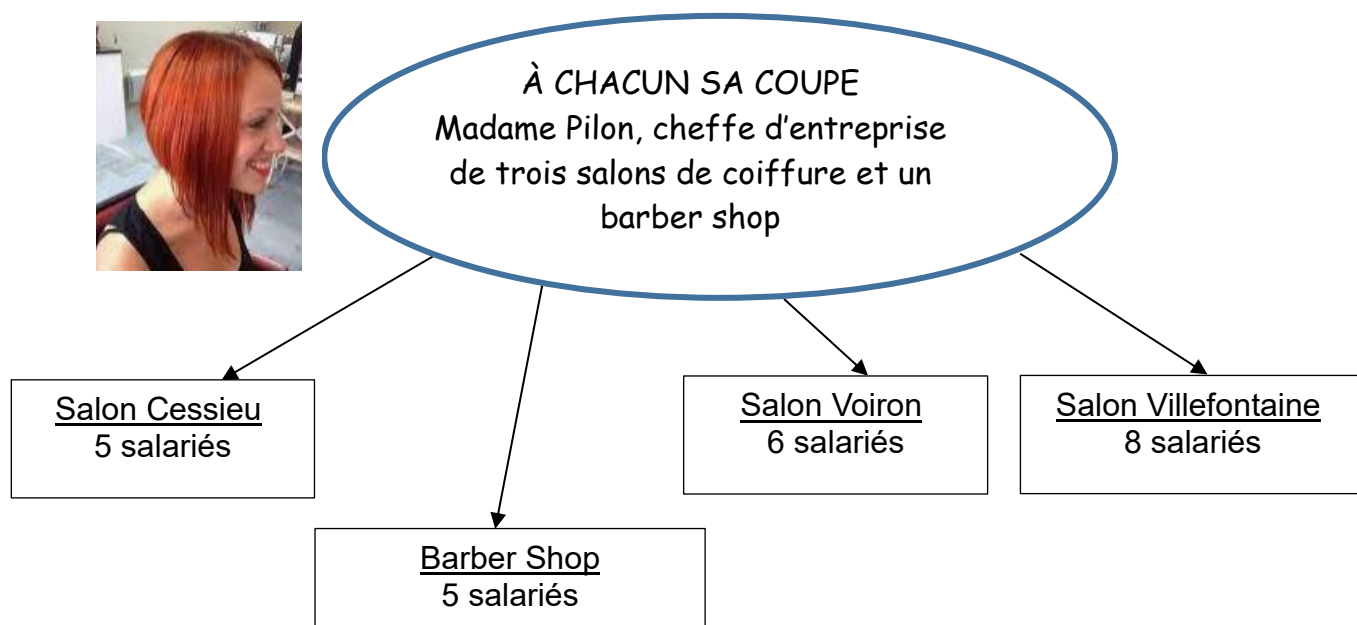 À CHACUN SA COUPE
Madame Pilon, cheffe d’entreprise
de trois salons de coiffure et un
barber shop
Salon Cessieu
5 salariés
Barber Shop
5 salariés
Salon Voiron
6 salariés
Salon Villefontaine
8 salariés